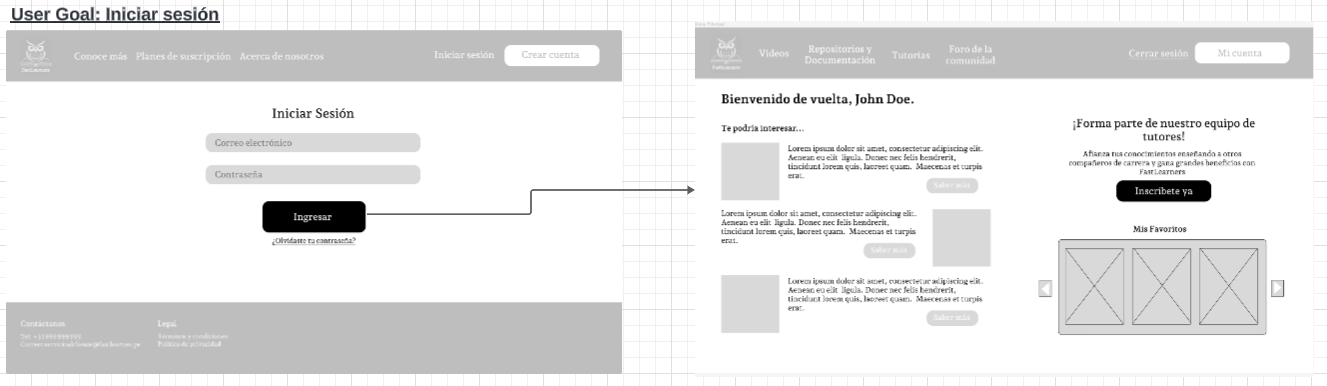 User Goal: Iniciar sesión
FastLearners
Conoce más Planes de suscripción Acerca de nosotros
Iniciar sesión
Crear cuenta
Iniciar Sesión
Correo electrónico
Contraseña
Ingresar
¿Olvidaste tu contraseña?
Contáctanos
Legal
Términos y condiciones
Política de privacidad
FastLearners
Videos
Repositorios y
Documentación
Tutorías
Foro de la
comunidad
Cerrar sesión
Mi cuenta
Bienvenido de vuelta, John Doe.
Te podría interesar...
Lorem ipsum dolor sit amet, consectetur adipiscing elit.
Aenean eu elit ligula. Donec nec felis hendrerit,
tincidunt lorem quis, laoreet quam. Maecenas et turpis
erat.
Saber más
Lorem ipsum dolor sit amet, consectetur adipiscing elit.
Aenean eu elit ligula. Donec nec felis hendrerit,
tincidunt lorem quis, laoreet quam. Maecenas et turpis
erat.
Saber más
Lorem ipsum dolor sit amet, consectetur adipiscing elit.
Aenean eu elit ligula. Donec nec felis hendrerit,
tincidunt lorem quis, laoreet quam. Maecenas et turpis
erat.
Saber más
¡Forma parte de nuestro equipo de
tutores!
Afianza tus conocimientos enseñando a otros
compañeros de carrera y gana grandes beneficios con
FastLearners
Inscríbete ya
Mis Favoritos